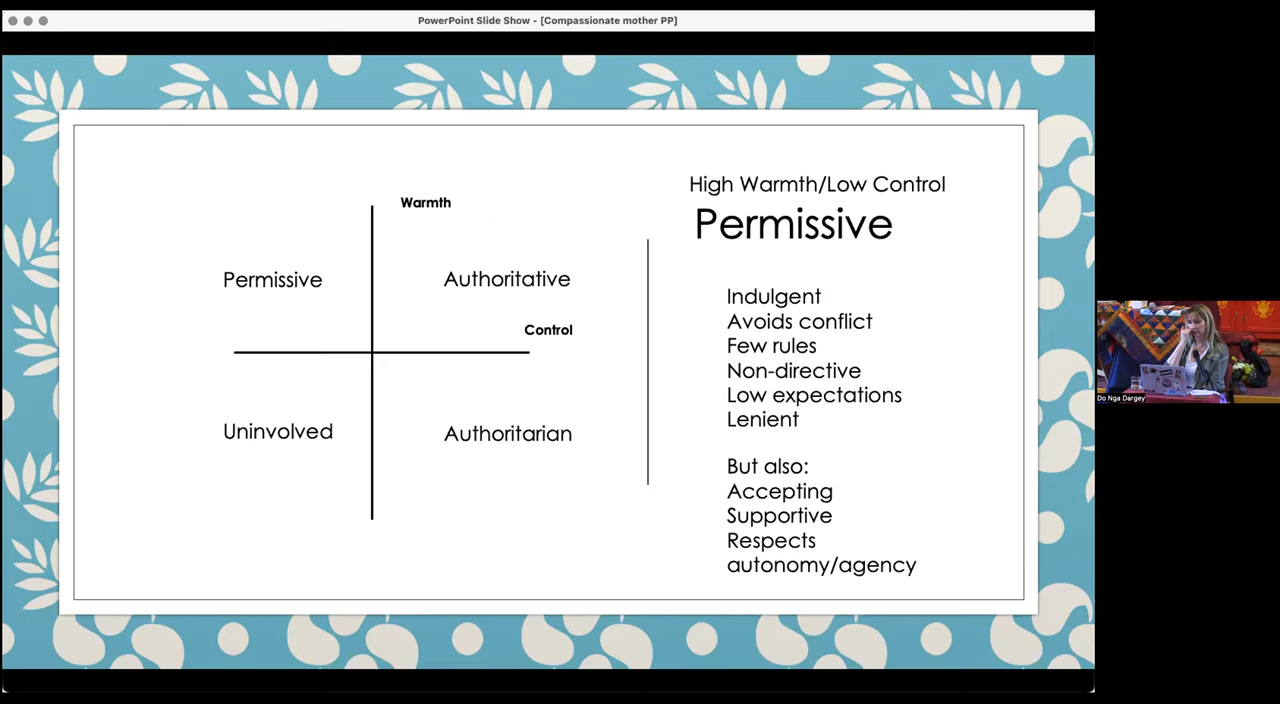 PowerPoint Slide Show - [Compassionate mother PP]
Warmth
Permissive
Authoritative
Control
Uninvolved
Authoritarian
High Warmth/Low Control
Permissive
Indulgent
Avoids conflict
Few rules
Non-directive
Low expectations
Lenient
But also:
Accepting
Supportive
Respects
autonomy/agency
Do Nga Dargey